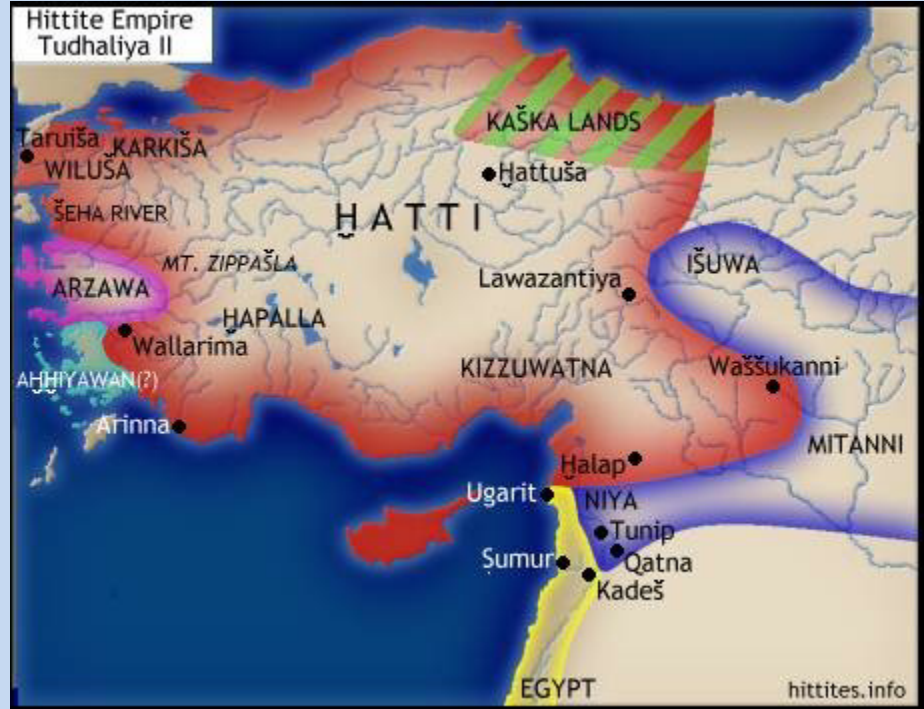 Hittite Empire
Tudhaliya II
KAŠKA LANDS
Taruiša
KARKIŠA
WILUŠA
Ḫattuša
ŠEHA RIVER
ḪATTI
MT. ZIPPAŠLA
IŠUWA
ARZAWA
Lawazantiya
ḪAPALLA
Wallarima
KIZZUWATNA
Waššukanni
AḪḪIYAWAN(?)
Arinna
MITANNI
Ḫalap
Ugarit
NIYA
Tunip
Ṣumur
Qatna
Kadeš
EGYPT
hittites.info